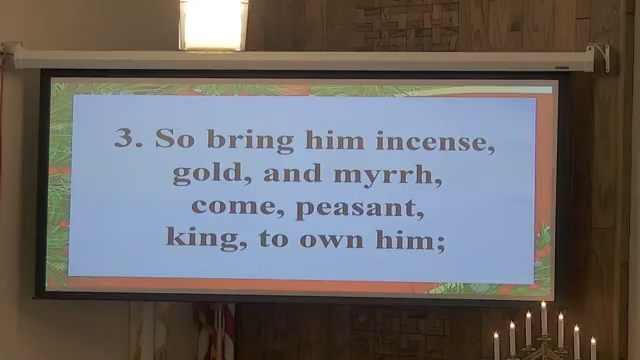 3. So bring him incense,
gold, and myrrh,
come, peasant,
king, to own him;